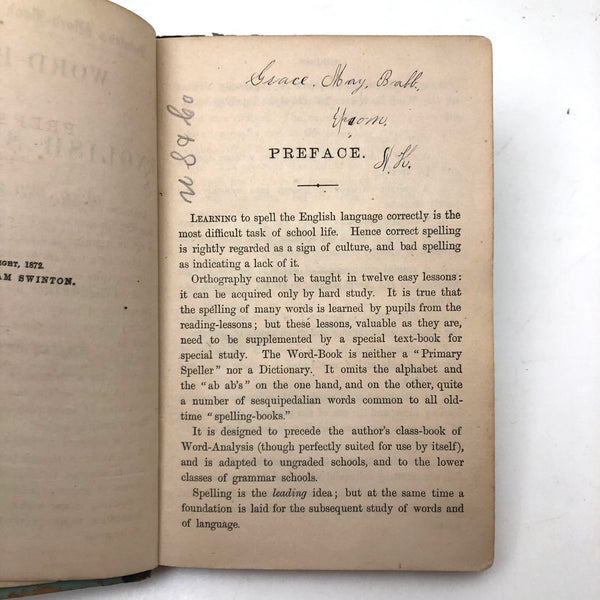 GHT, 1872.
AM SWINTON.
Grace. May. Babb.
Epsom.
N. H.
PREFACE.
LEARNING to spell the English language correctly is the
most difficult task of school life. Hence correct spelling
is rightly regarded as a sign of culture, and bad spelling
as indicating a lack of it.
Orthography cannot be taught in twelve easy lessons:
it can be acquired only by hard study. It is true that
the spelling of many words is learned by pupils from the
reading-lessons; but these lessons, valuable as they are,
need to be supplemented by a special text-book for
special study. The Word-Book is neither a "Primary
Speller" nor a Dictionary. It omits the alphabet and
the "ab ab's" on the one hand, and on the other, quite
a number of sesquipedalian words common to all old-
time "spelling-books."
It is designed to precede the author's class-book of
Word-Analysis (though perfectly suited for use by itself),
and is adapted to ungraded schools, and to the lower
classes of grammar schools.
Spelling is the leading idea; but at the same time a
foundation is laid for the subsequent study of words and
of language.